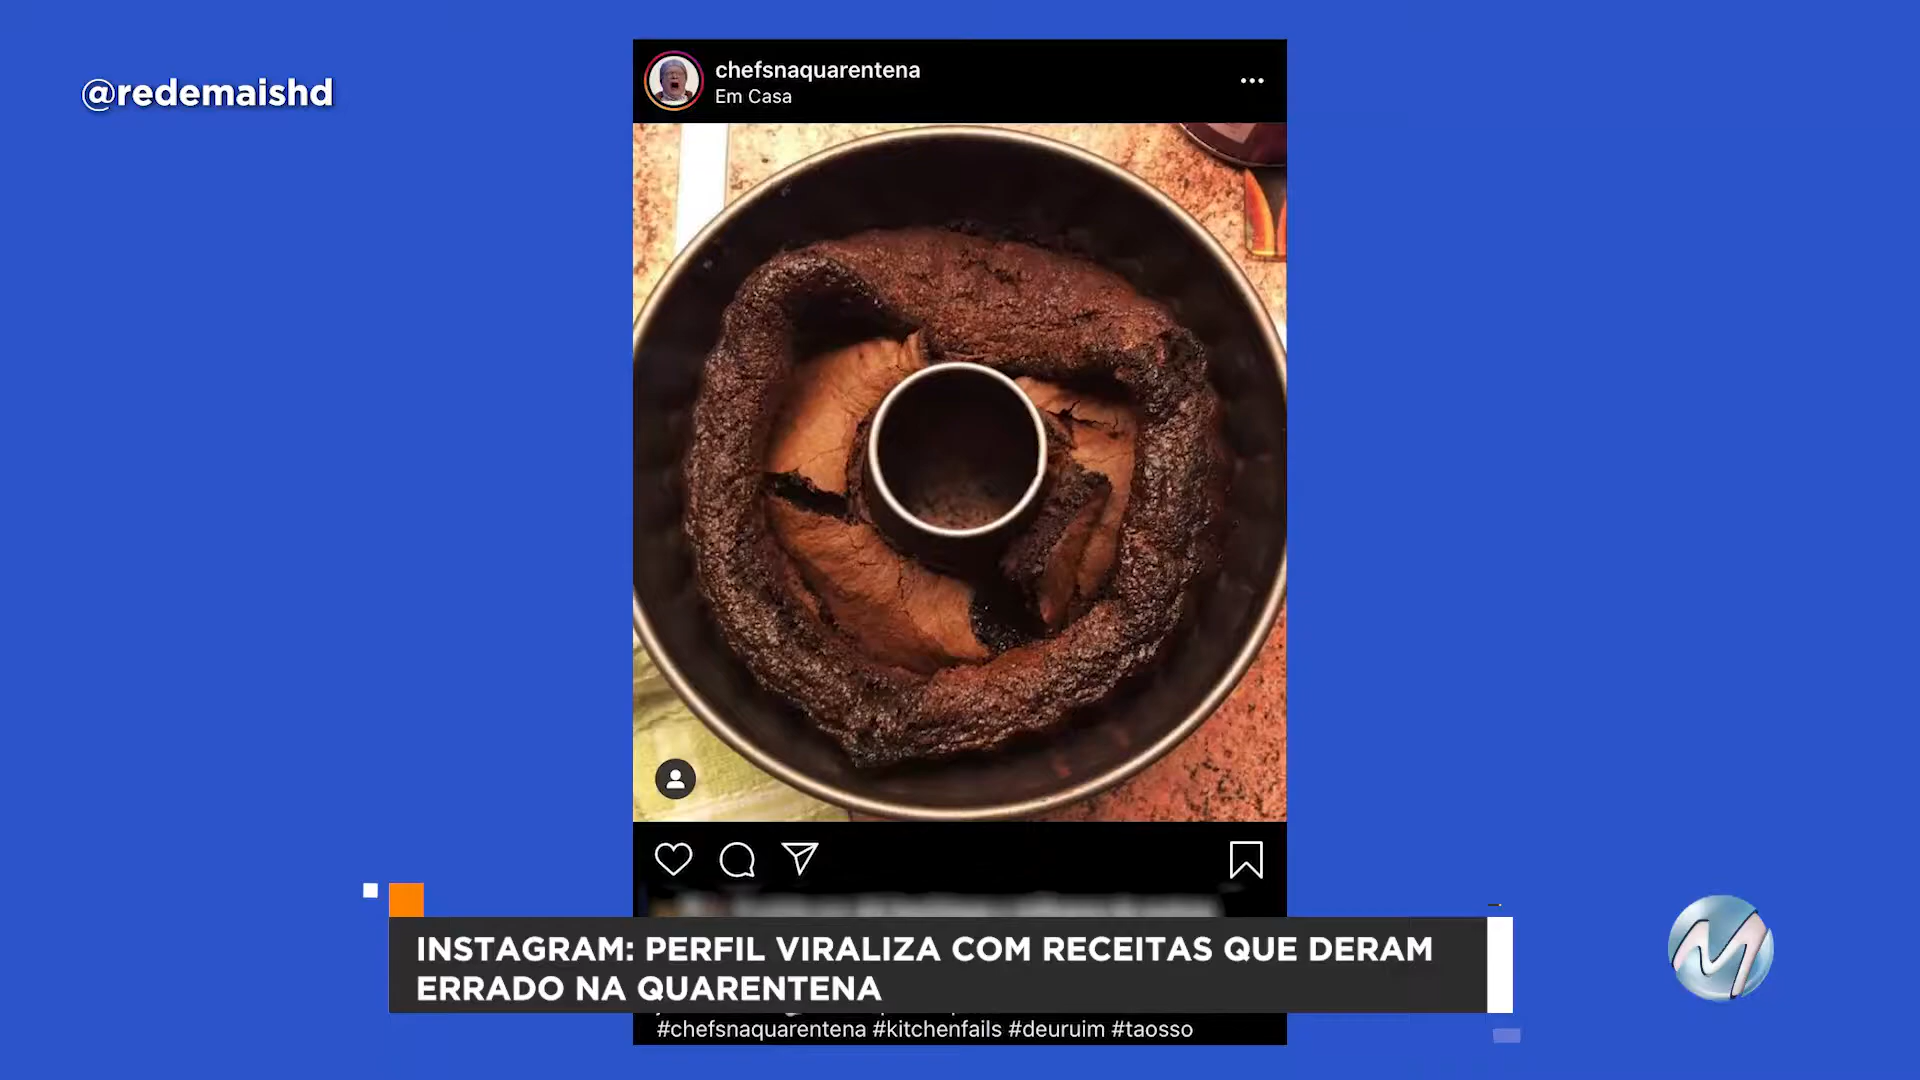 @redemaishd
chefsnaquarentena
Em Casa
INSTAGRAM: PERFIL VIRALIZA COM RECEITAS QUE DERAM
ERRADO NA QUARENTENA
#chefsnaquarentena #kitchenfails #deuruim #taosso